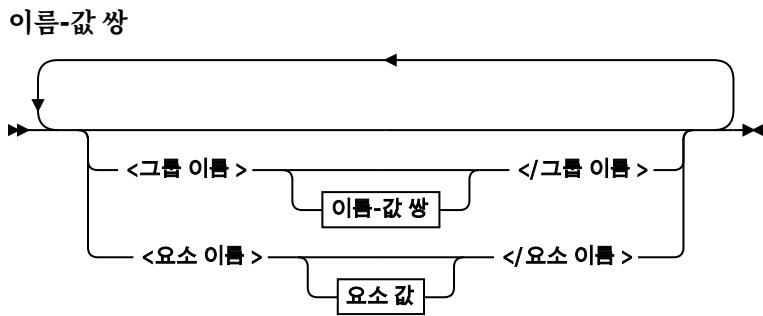 이름-값 쌍
<그룹 이름 > </그룹 이름 >
이름-값 쌍
<요소 이름 > </요소 이름 >
요소 값